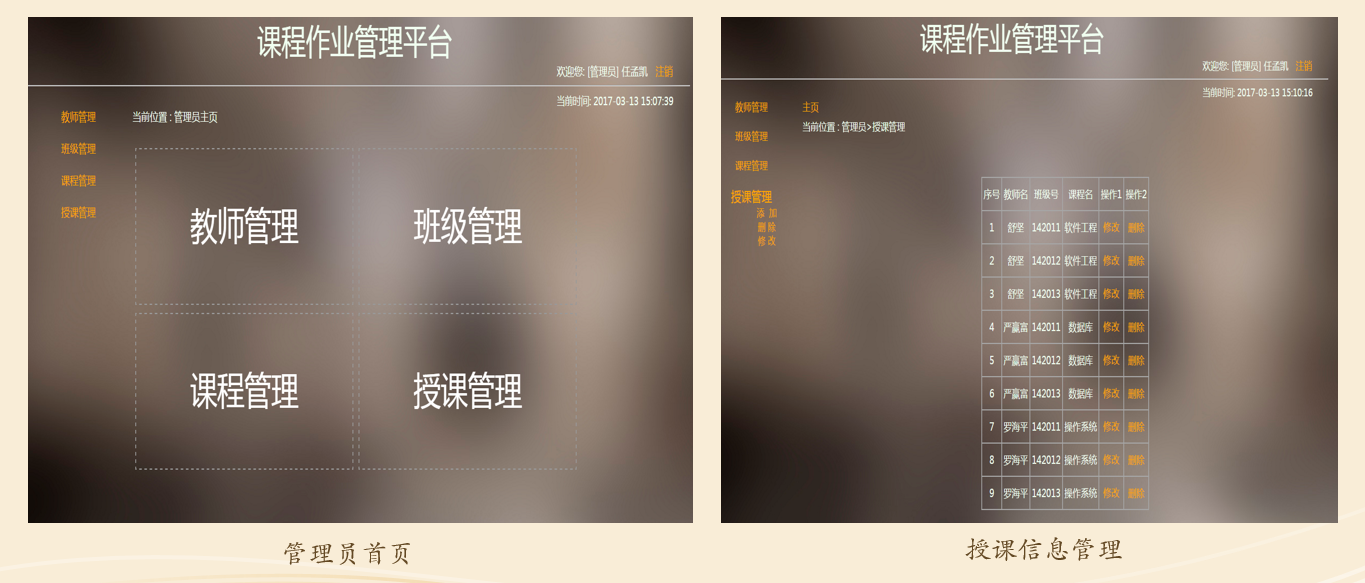 课程作业管理平台
欢迎您: [管理员] 任孟凯 注销
当前时间: 2017-03-13 15:07:39
教师管理
班级管理
课程管理
授课管理
当前位置 : 管理员主页
教师管理 班级管理
课程管理 授课管理
管理员首页
课程作业管理平台
欢迎您: [管理员] 任孟凯 注销
当前时间: 2017-03-13 15:10:16
教师管理
班级管理
课程管理
授课管理
添 加
删 除
修 改
主页
当前位置 : 管理员>授课管理
序号 教师名 班级号 课程名 操作1 操作2
1 舒坚 142011 软件工程 修改 删除
2 舒坚 142012 软件工程 修改 删除
3 舒坚 142013 软件工程 修改 删除
4 严赢富 142011 数据库 修改 删除
5 严赢富 142012 数据库 修改 删除
6 严赢富 142013 数据库 修改 删除
7 罗海平 142011 操作系统 修改 删除
8 罗海平 142012 操作系统 修改 删除
9 罗海平 142013 操作系统 修改 删除
授课信息管理